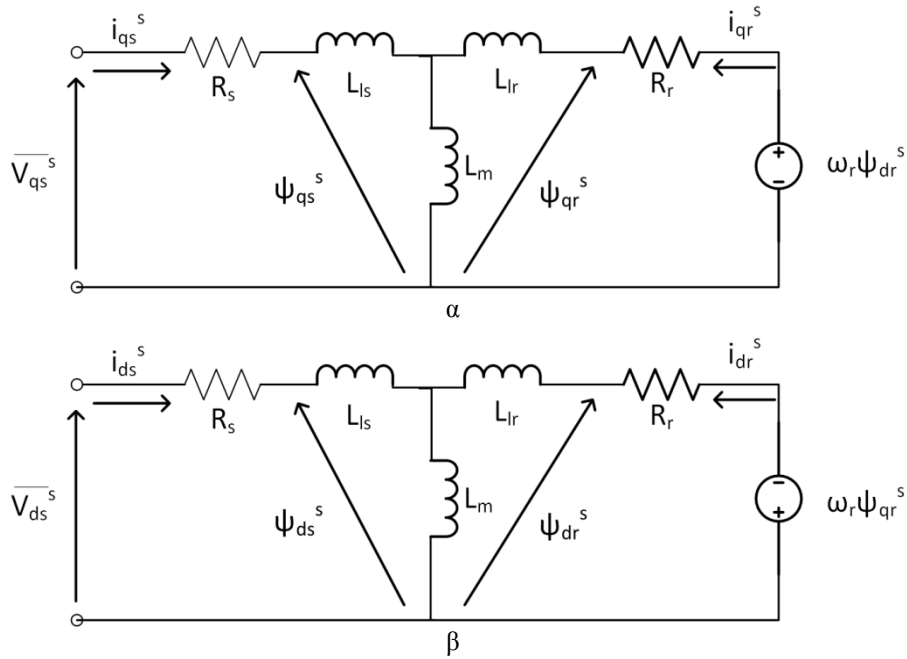 i_qs^s
i_qr^s
R_s
L_ls
L_lr
R_r
V_qs^s
ψ_qs^s
L_m
ψ_qr^s
+
−
ω_rψ_dr^s
α
i_ds^s
i_dr^s
R_s
L_ls
L_lr
R_r
V_ds^s
ψ_ds^s
L_m
ψ_dr^s
−
+
ω_rψ_qr^s
β